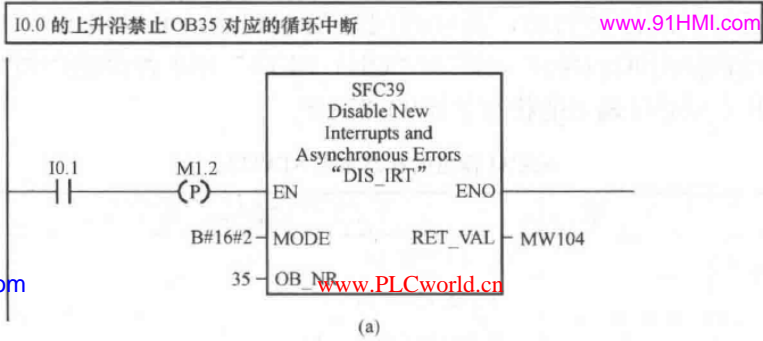 I0.0 的上升沿禁止 OB35 对应的循环中断
www.91HMI.com
SFC39
Disable New
Interrupts and
Asynchronous Errors
“DIS_IRT”
I0.1
M1.2
(P)
EN
ENO
B#16#2
MODE
RET_VAL
MW104
35
OB_NR
www.PLCworld.cn
om
(a)